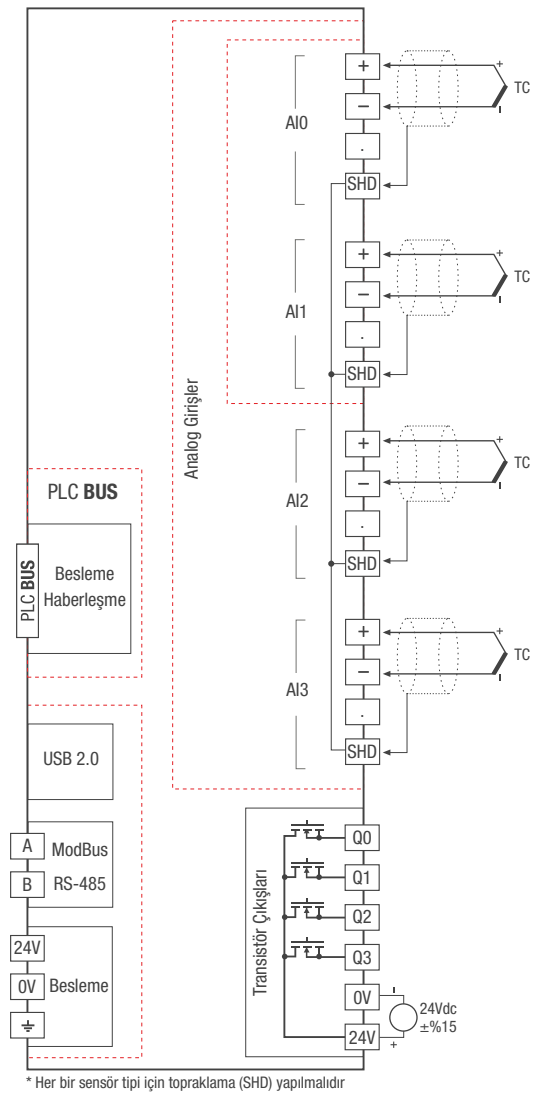 +
−
AI0
.
SHD
+
TC
-
+
−
AI1
.
SHD
+
TC
-
Analog Girişler
+
−
AI2
.
SHD
+
TC
-
+
−
AI3
.
SHD
+
TC
-
PLC BUS
PLC BUS
Besleme
Haberleşme
USB 2.0
A
B
ModBus
RS-485
24V
0V
Besleme
Transistör Çıkışları
Q0
Q1
Q2
Q3
0V
24V
-
24Vdc
±%15
+
* Her bir sensör tipi için topraklama (SHD) yapılmalıdır